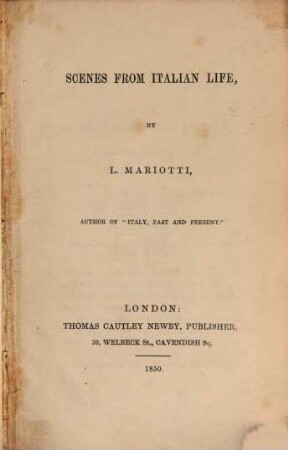 SCENES FROM ITALIAN LIFE,
BY
L. MARIOTTI,
AUTHOR OF "ITALY, PAST AND PRESENT."
LONDON:
THOMAS CAUTLEY NEWBY, PUBLISHER,
30, WELBECK St., CAVENDISH Sq.
1850.